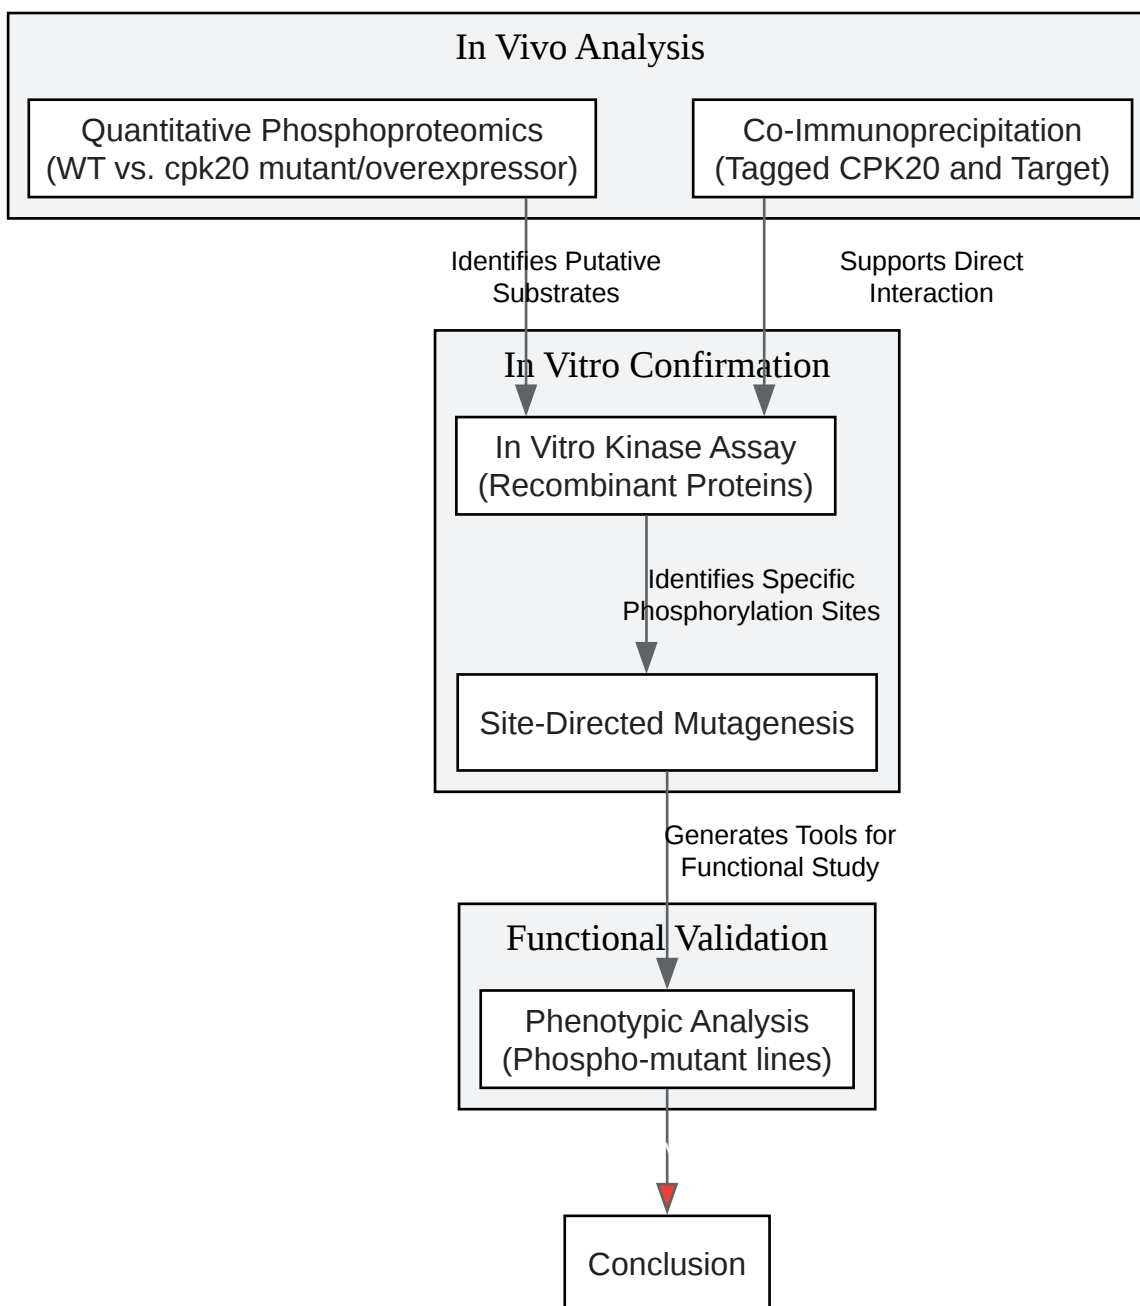 In Vivo Analysis
Quantitative Phosphoproteomics
(WT vs. cpk20 mutant/overexpressor)
Co-Immunoprecipitation
(Tagged CPK20 and Target)
Identifies Putative
Substrates
Supports Direct
Interaction
In Vitro Confirmation
In Vitro Kinase Assay
(Recombinant Proteins)
Identifies Specific
Phosphorylation Sites
Site-Directed Mutagenesis
Generates Tools for
Functional Study
Functional Validation
Phenotypic Analysis
(Phospho-mutant lines)
Conclusion